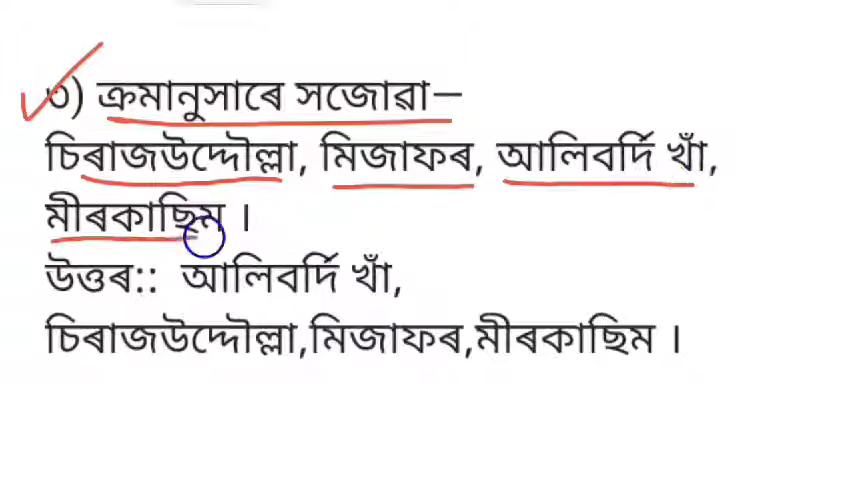 ৩) ক্ৰমানুসাৰে সজোৱা—
চিৰাজউদ্দৌল্লা, মিজাফৰ, আলিবৰ্দি খাঁ,
মীৰকাছিম ।
উত্তৰ:: আলিবৰ্দি খাঁ,
চিৰাজউদ্দৌল্লা,মিজাফৰ,মীৰকাছিম ।